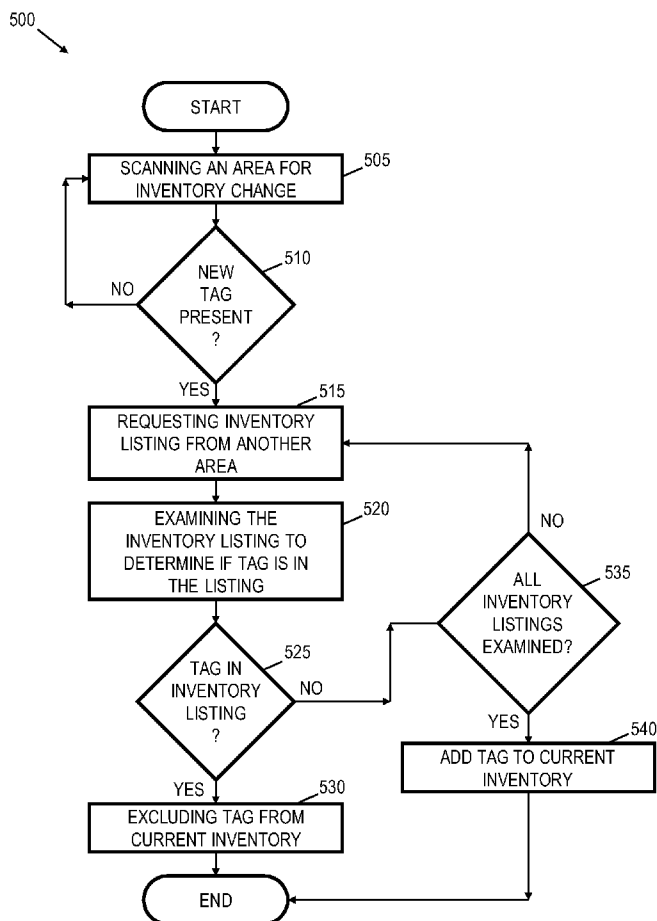 500
START
SCANNING AN AREA FOR
INVENTORY CHANGE
505
510
NEW
TAG
PRESENT
?
NO
YES
515
REQUESTING INVENTORY
LISTING FROM ANOTHER
AREA
520
EXAMINING THE
INVENTORY LISTING TO
DETERMINE IF TAG IS IN
THE LISTING
525
TAG IN
INVENTORY
LISTING
?
NO
YES
530
EXCLUDING TAG FROM
CURRENT INVENTORY
END
NO
535
ALL
INVENTORY
LISTINGS
EXAMINED?
YES
540
ADD TAG TO CURRENT
INVENTORY